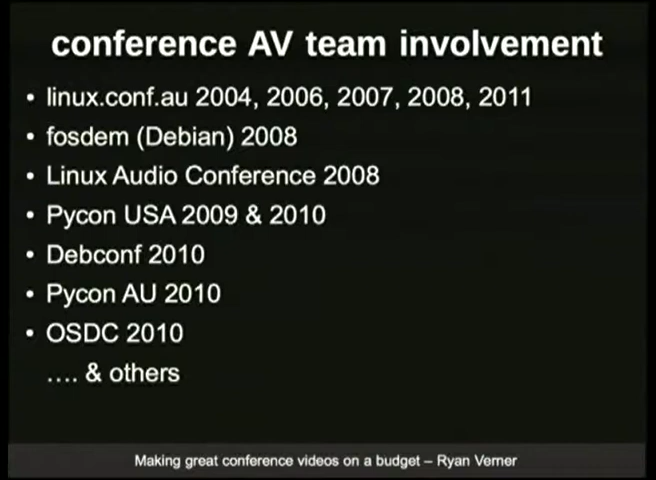 conference AV team involvement
• linux.conf.au 2004, 2006, 2007, 2008, 2011
• fosdem (Debian) 2008
• Linux Audio Conference 2008
• Pycon USA 2009 & 2010
• Debconf 2010
• Pycon AU 2010
• OSDC 2010
.... & others
Making great conference videos on a budget – Ryan Verner